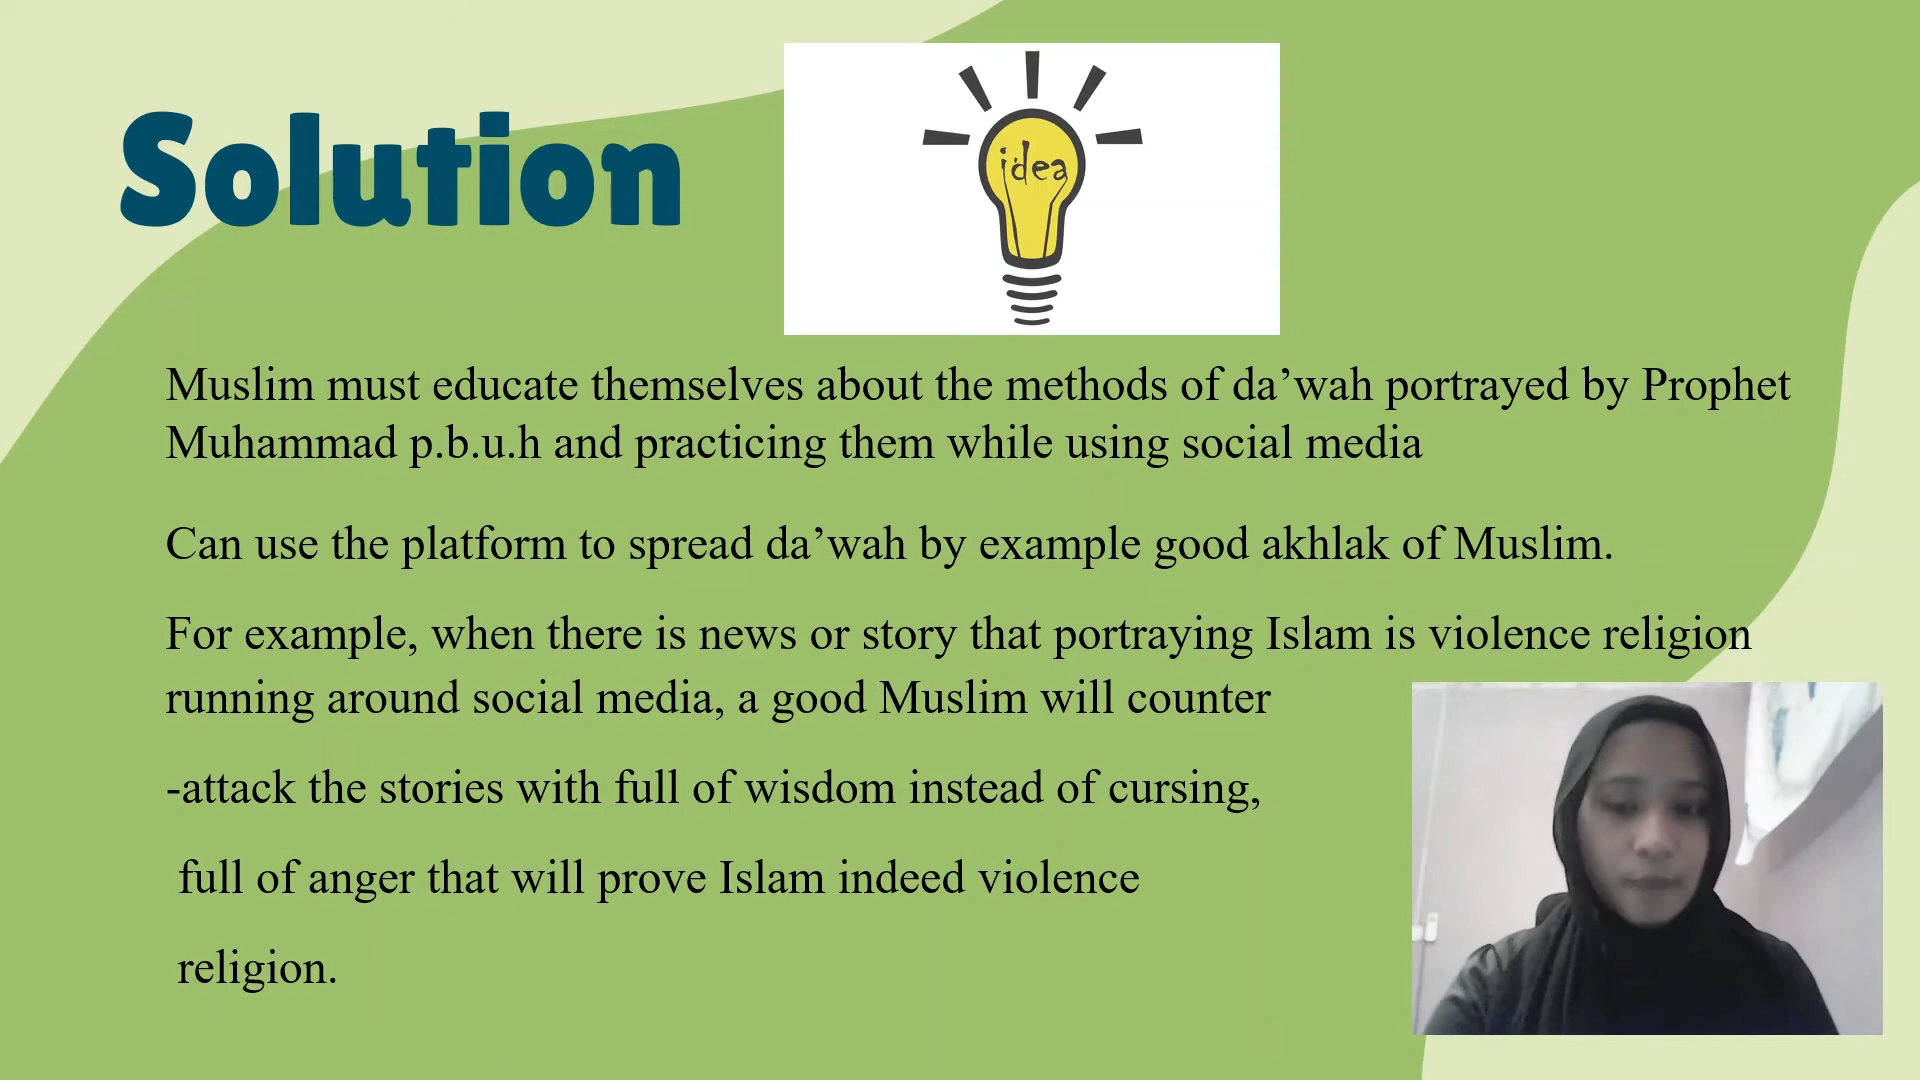 Solution
idea
Muslim must educate themselves about the methods of da’wah portrayed by Prophet
Muhammad p.b.u.h and practicing them while using social media
Can use the platform to spread da’wah by example good akhlak of Muslim.
For example, when there is news or story that portraying Islam is violence religion
running around social media, a good Muslim will counter
-attack the stories with full of wisdom instead of cursing,
full of anger that will prove Islam indeed violence
religion.